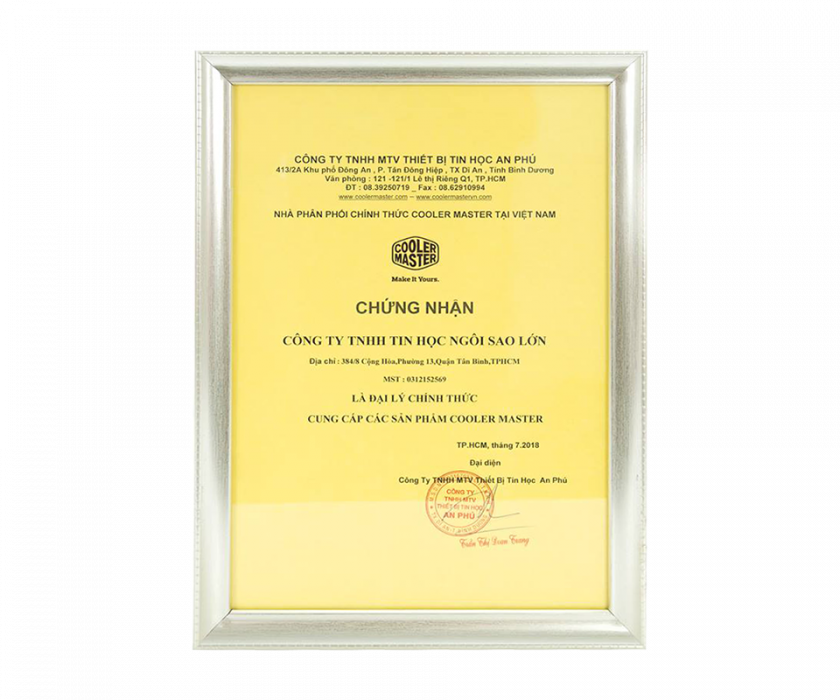 CÔNG TY TNHH MTV THIẾT BỊ TIN HỌC AN PHÚ
413/2A Khu phố Đông An , P. Tân Đông Hiệp , TX Dĩ An , Tỉnh Bình Dương
Văn phòng : 121 -121/1 Lê thị Riêng Q1, TP.HCM
ĐT : 08.39250719 _ Fax : 08.62910994
www.coolermaster.com – www.coolermastervn.com
NHÀ PHÂN PHỐI CHÍNH THỨC COOLER MASTER TẠI VIỆT NAM
COOLER
MASTER
Make It Yours.
CHỨNG NHẬN
CÔNG TY TNHH TIN HỌC NGÔI SAO LỚN
Địa chỉ : 384/8 Cộng Hòa,Phường 13,Quận Tân Bình,TPHCM
MST : 0312152569
LÀ ĐẠI LÝ CHÍNH THỨC
CUNG CẤP CÁC SẢN PHẨM COOLER MASTER
TP.HCM, tháng 7.2018
Đại diện
Công Ty TNHH MTV Thiết Bị Tin Học An Phú
CÔNG TY
TNHH MTV
THIẾT BỊ TIN HỌC
AN PHÚ